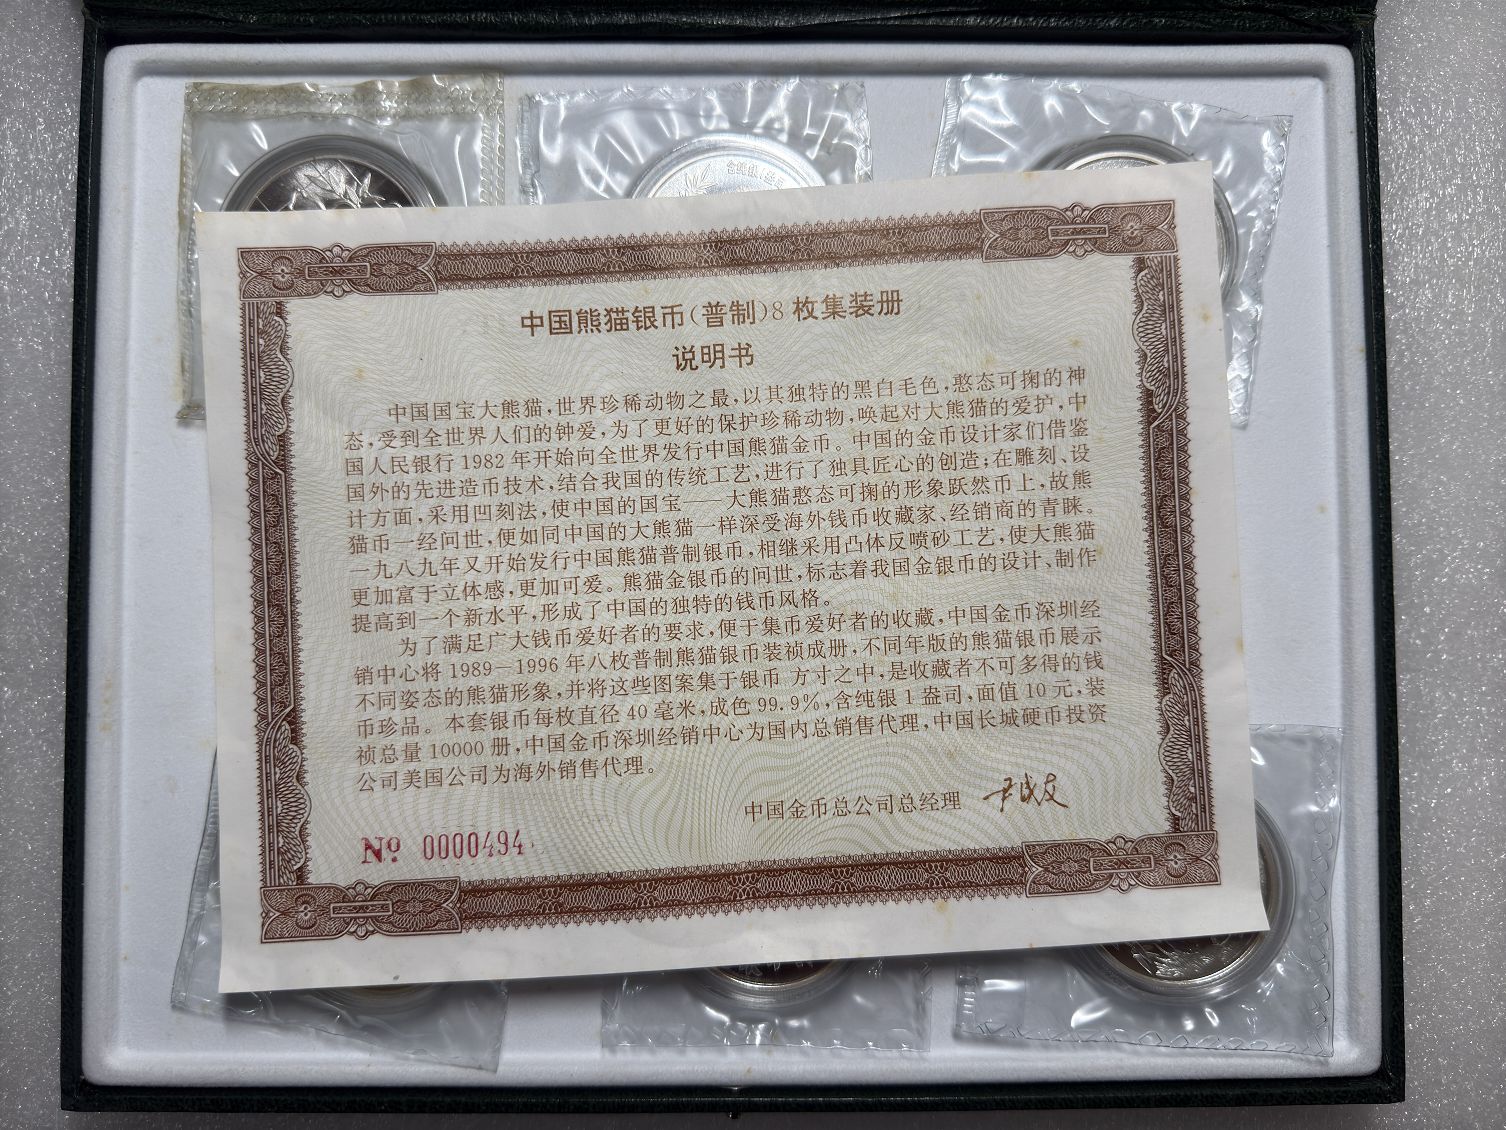 含纯银1盎司
中国熊猫银币(普制)8枚集装册
说明书
中国国宝大熊猫,世界珍稀动物之最,以其独特的黑白毛色,憨态可掬的神
态,受到全世界人们的钟爱,为了更好的保护珍稀动物,唤起对大熊猫的爱护,中
国人民银行1982年开始向全世界发行中国熊猫金币。中国的金币设计家们借鉴
国外的先进造币技术,结合我国的传统工艺,进行了独具匠心的创造;在雕刻、设
计方面,采用凹刻法,使中国的国宝——大熊猫憨态可掬的形象跃然币上,故熊
猫币一经问世,便如同中国的大熊猫一样深受海外钱币收藏家、经销商的青睐。
一九八九年又开始发行中国熊猫普制银币,相继采用凸体反喷砂工艺,使大熊猫
更加富于立体感,更加可爱。熊猫金银币的问世,标志着我国金银币的设计、制作
提高到一个新水平,形成了中国的独特的钱币风格。
为了满足广大钱币爱好者的要求,便于集币爱好者的收藏,中国金币深圳经
销中心将1989—1996年八枚普制熊猫银币装祯成册,不同年版的熊猫银币展示
不同姿态的熊猫形象,并将这些图案集于银币 方寸之中,是收藏者不可多得的钱
币珍品。本套银币每枚直径40毫米,成色99.9%,含纯银1盎司,面值10元,装
祯总量10000册,中国金币深圳经销中心为国内总销售代理,中国长城硬币投资
公司美国公司为海外销售代理。
中国金币总公司总经理
№ 0000494